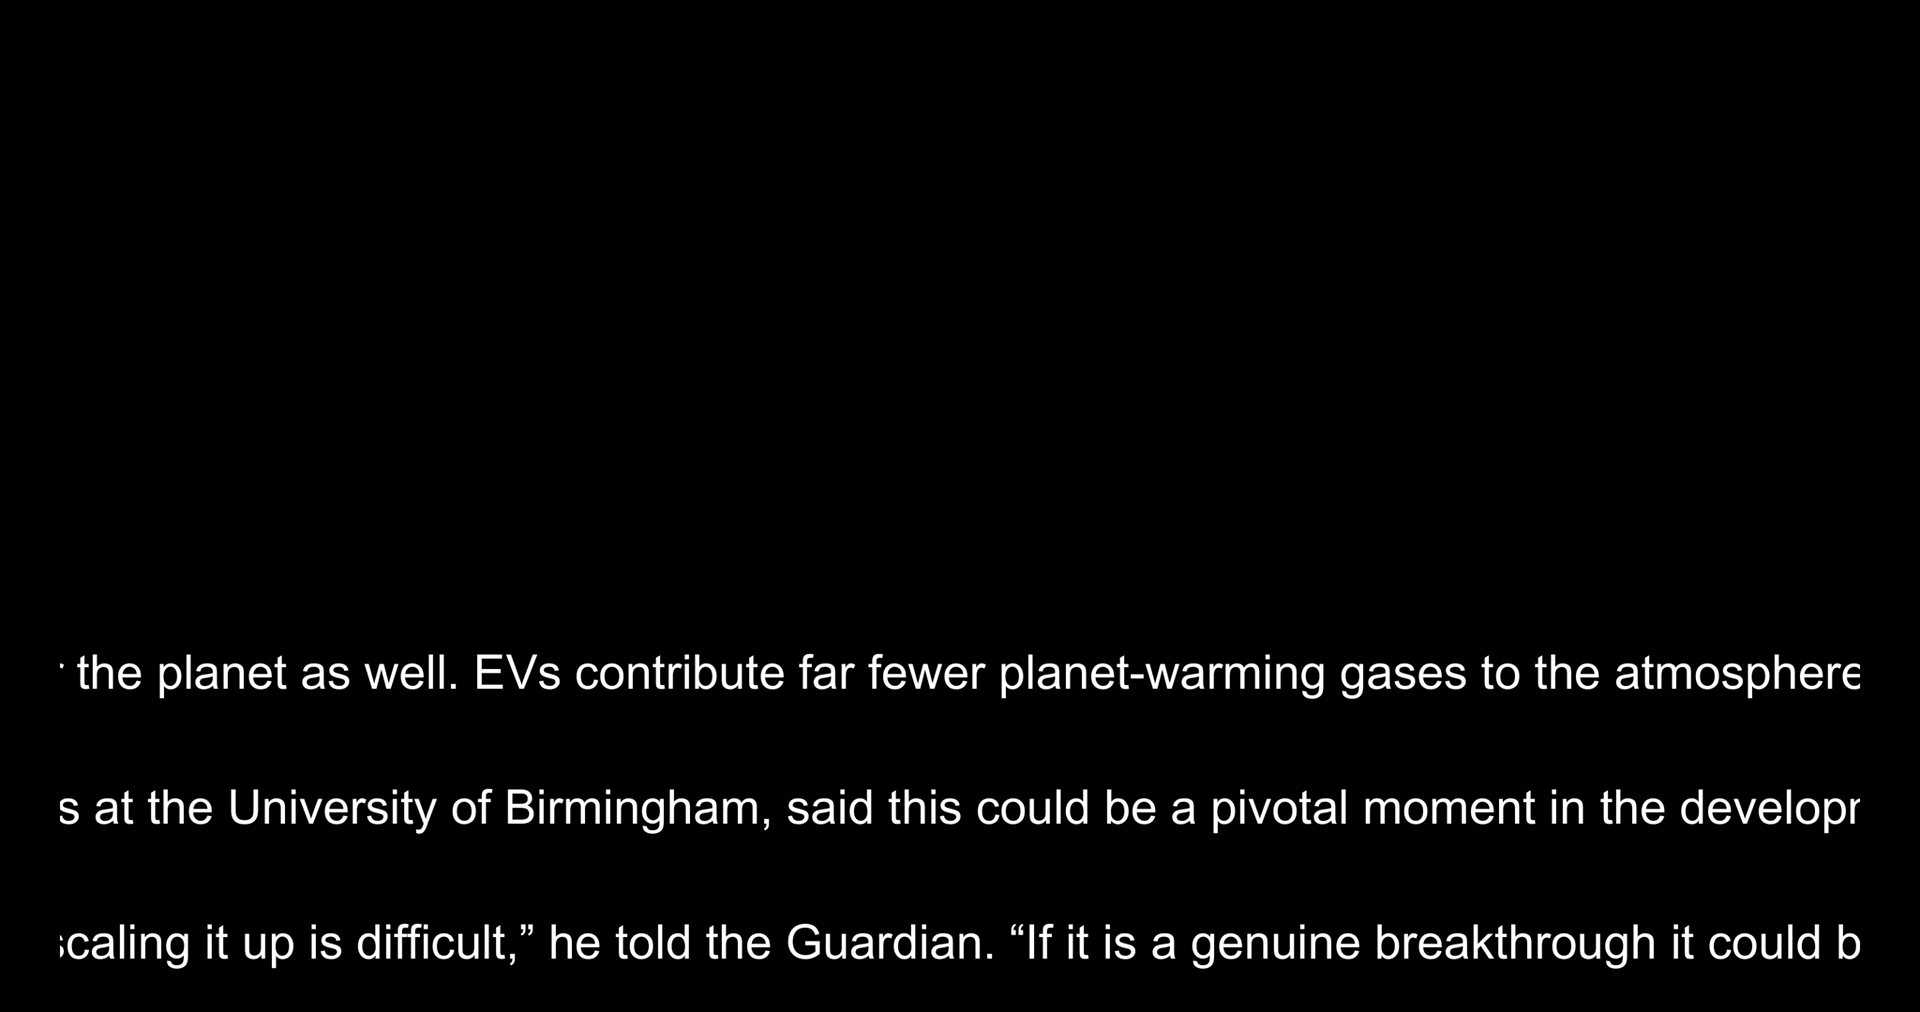 the planet as well. EVs contribute far fewer planet-warming gases to the atmosphere
at the University of Birmingham, said this could be a pivotal moment in the
it up is difficult,” he told the Guardian. “If it is a genuine breakthrough it could